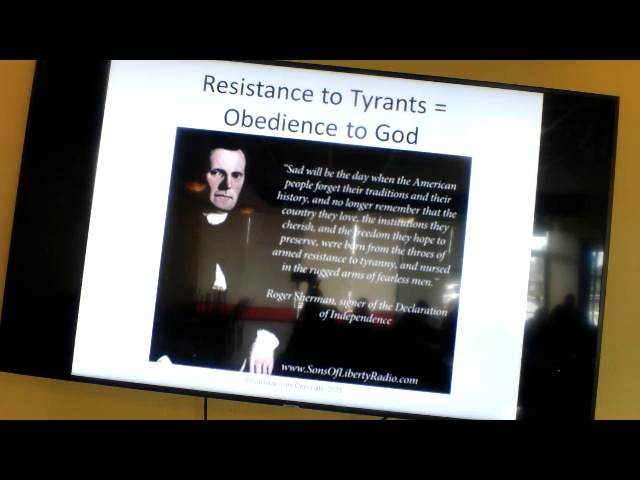 Resistance to Tyrants =
Obedience to God
"Sad will be the day when the American
people forget their traditions and their
history, and no longer remember that the
country they love, the institutions they
cherish, and the freedom they hope to
preserve, were born from the throes of
armed resistance to tyranny, and nursed
in the rugged arms of fearless men."
Roger Sherman, signer of the Declaration
of Independence
www.SonsOfLibertyRadio.com
Law Copyright 2021